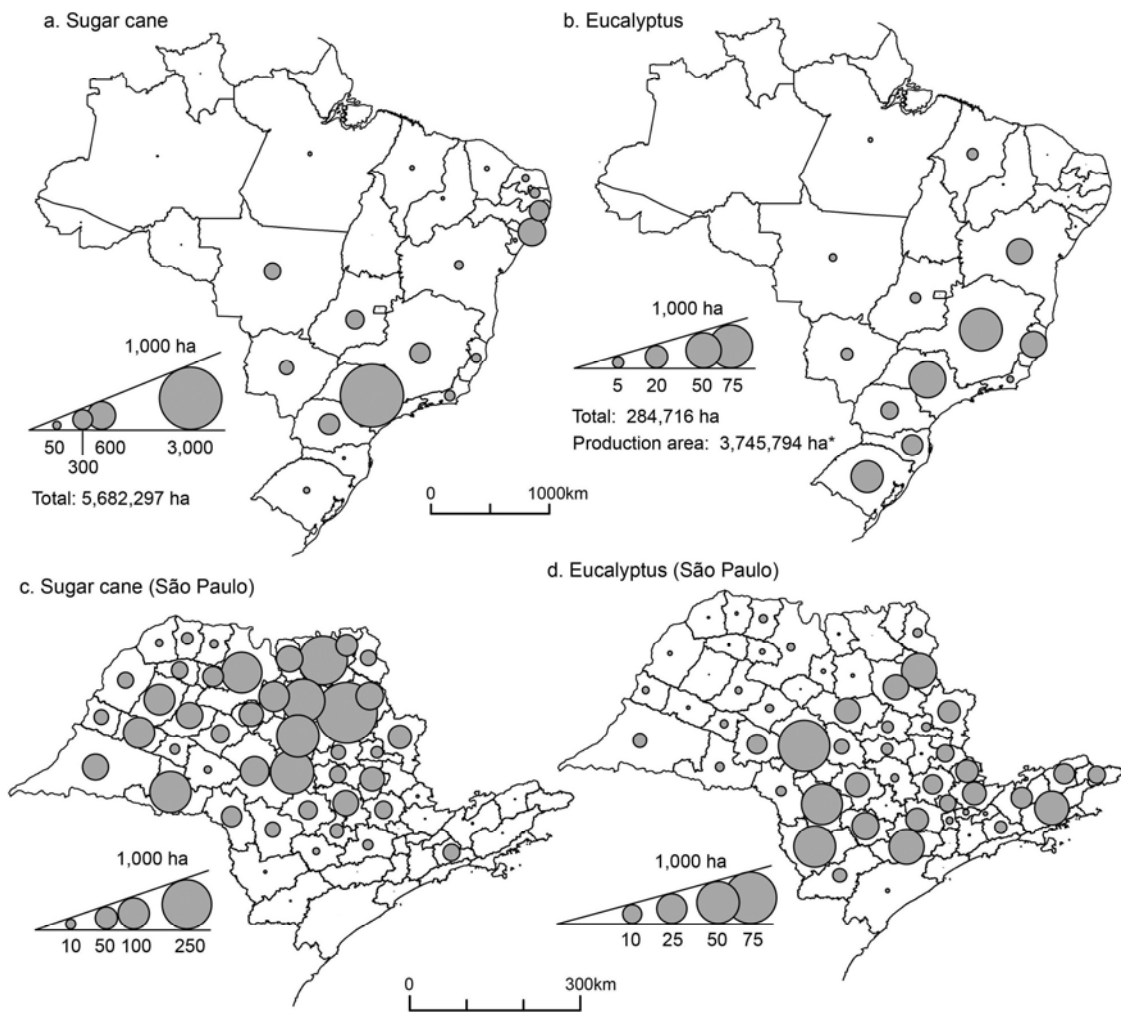 a. Sugar cane
1,000 ha
50
600
3,000
300
Total: 5,682,297 ha
0
1000km
b. Eucalyptus
1,000 ha
5
20
50
75
Total: 284,716 ha
Production area: 3,745,794 ha*
c. Sugar cane (São Paulo)
1,000 ha
10
50
100
250
0
300km
d. Eucalyptus (São Paulo)
1,000 ha
10
25
50
75